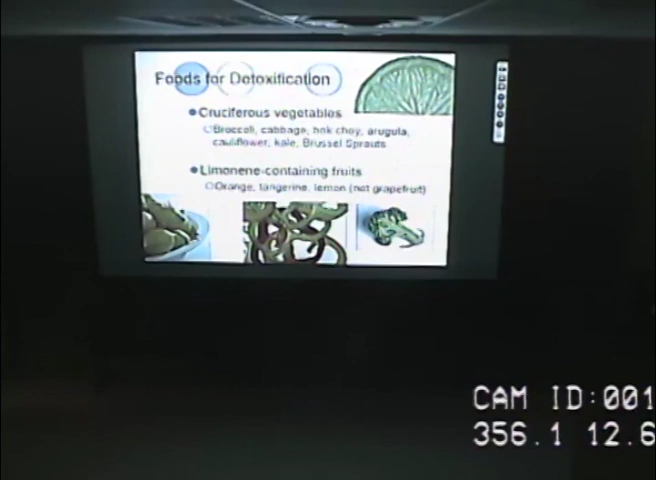 Foods for Detoxification
Cruciferous vegetables
Broccoli, cabbage, bok choy, arugula,
cauliflower, kale, Brussel Sprouts
Limonene-containing fruits
Orange, tangerine, lemon (not grapefruit)
CAM ID:001
356.1 12.6